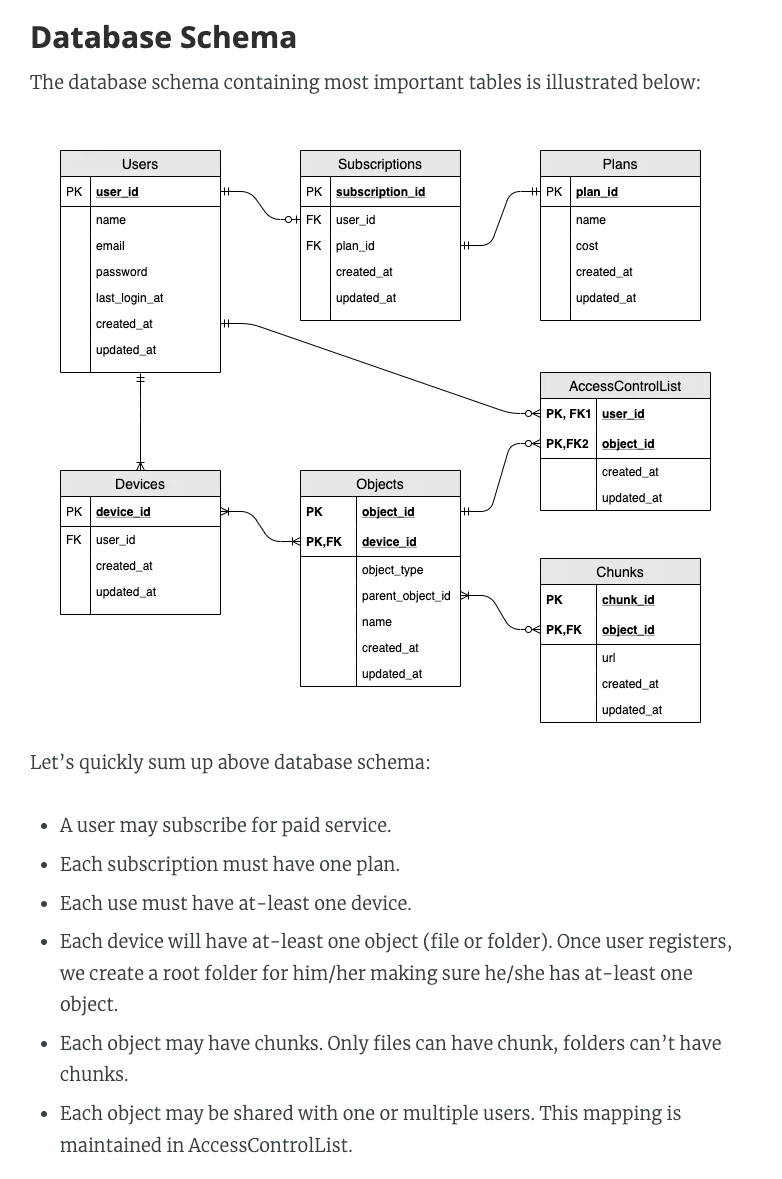 Database Schema
The database schema containing most important tables is illustrated below:
Users
PK user_id
name
email
password
last_login_at
created_at
updated_at
Subscriptions
PK subscription_id
FK user_id
FK plan_id
created_at
updated_at
Plans
PK plan_id
name
cost
created_at
updated_at
AccessControlList
PK, FK1 user_id
PK,FK2 object_id
created_at
updated_at
Devices
PK device_id
FK user_id
created_at
updated_at
Objects
PK object_id
PK,FK device_id
object_type
parent_object_id
name
created_at
updated_at
Chunks
PK chunk_id
PK,FK object_id
url
created_at
updated_at
Let’s quickly sum up above database schema:
• A user may subscribe for paid service.
• Each subscription must have one plan.
• Each use must have at-least one device.
• Each device will have at-least one object (file or folder). Once user registers,
we create a root folder for him/her making sure he/she has at-least one
object.
• Each object may have chunks. Only files can have chunk, folders can’t have
chunks.
• Each object may be shared with one or multiple users. This mapping is
maintained in AccessControlList.